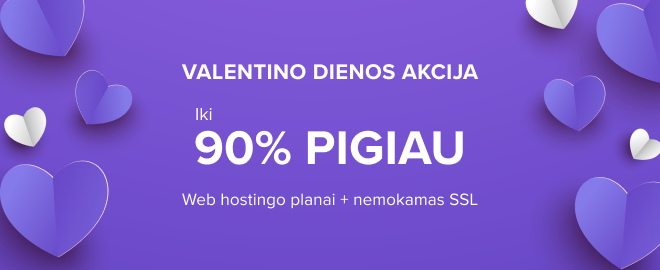 VALENTINO DIENOS AKCIJA
Iki
90% PIGIAU
Web hostingo planai + nemokamas SSL